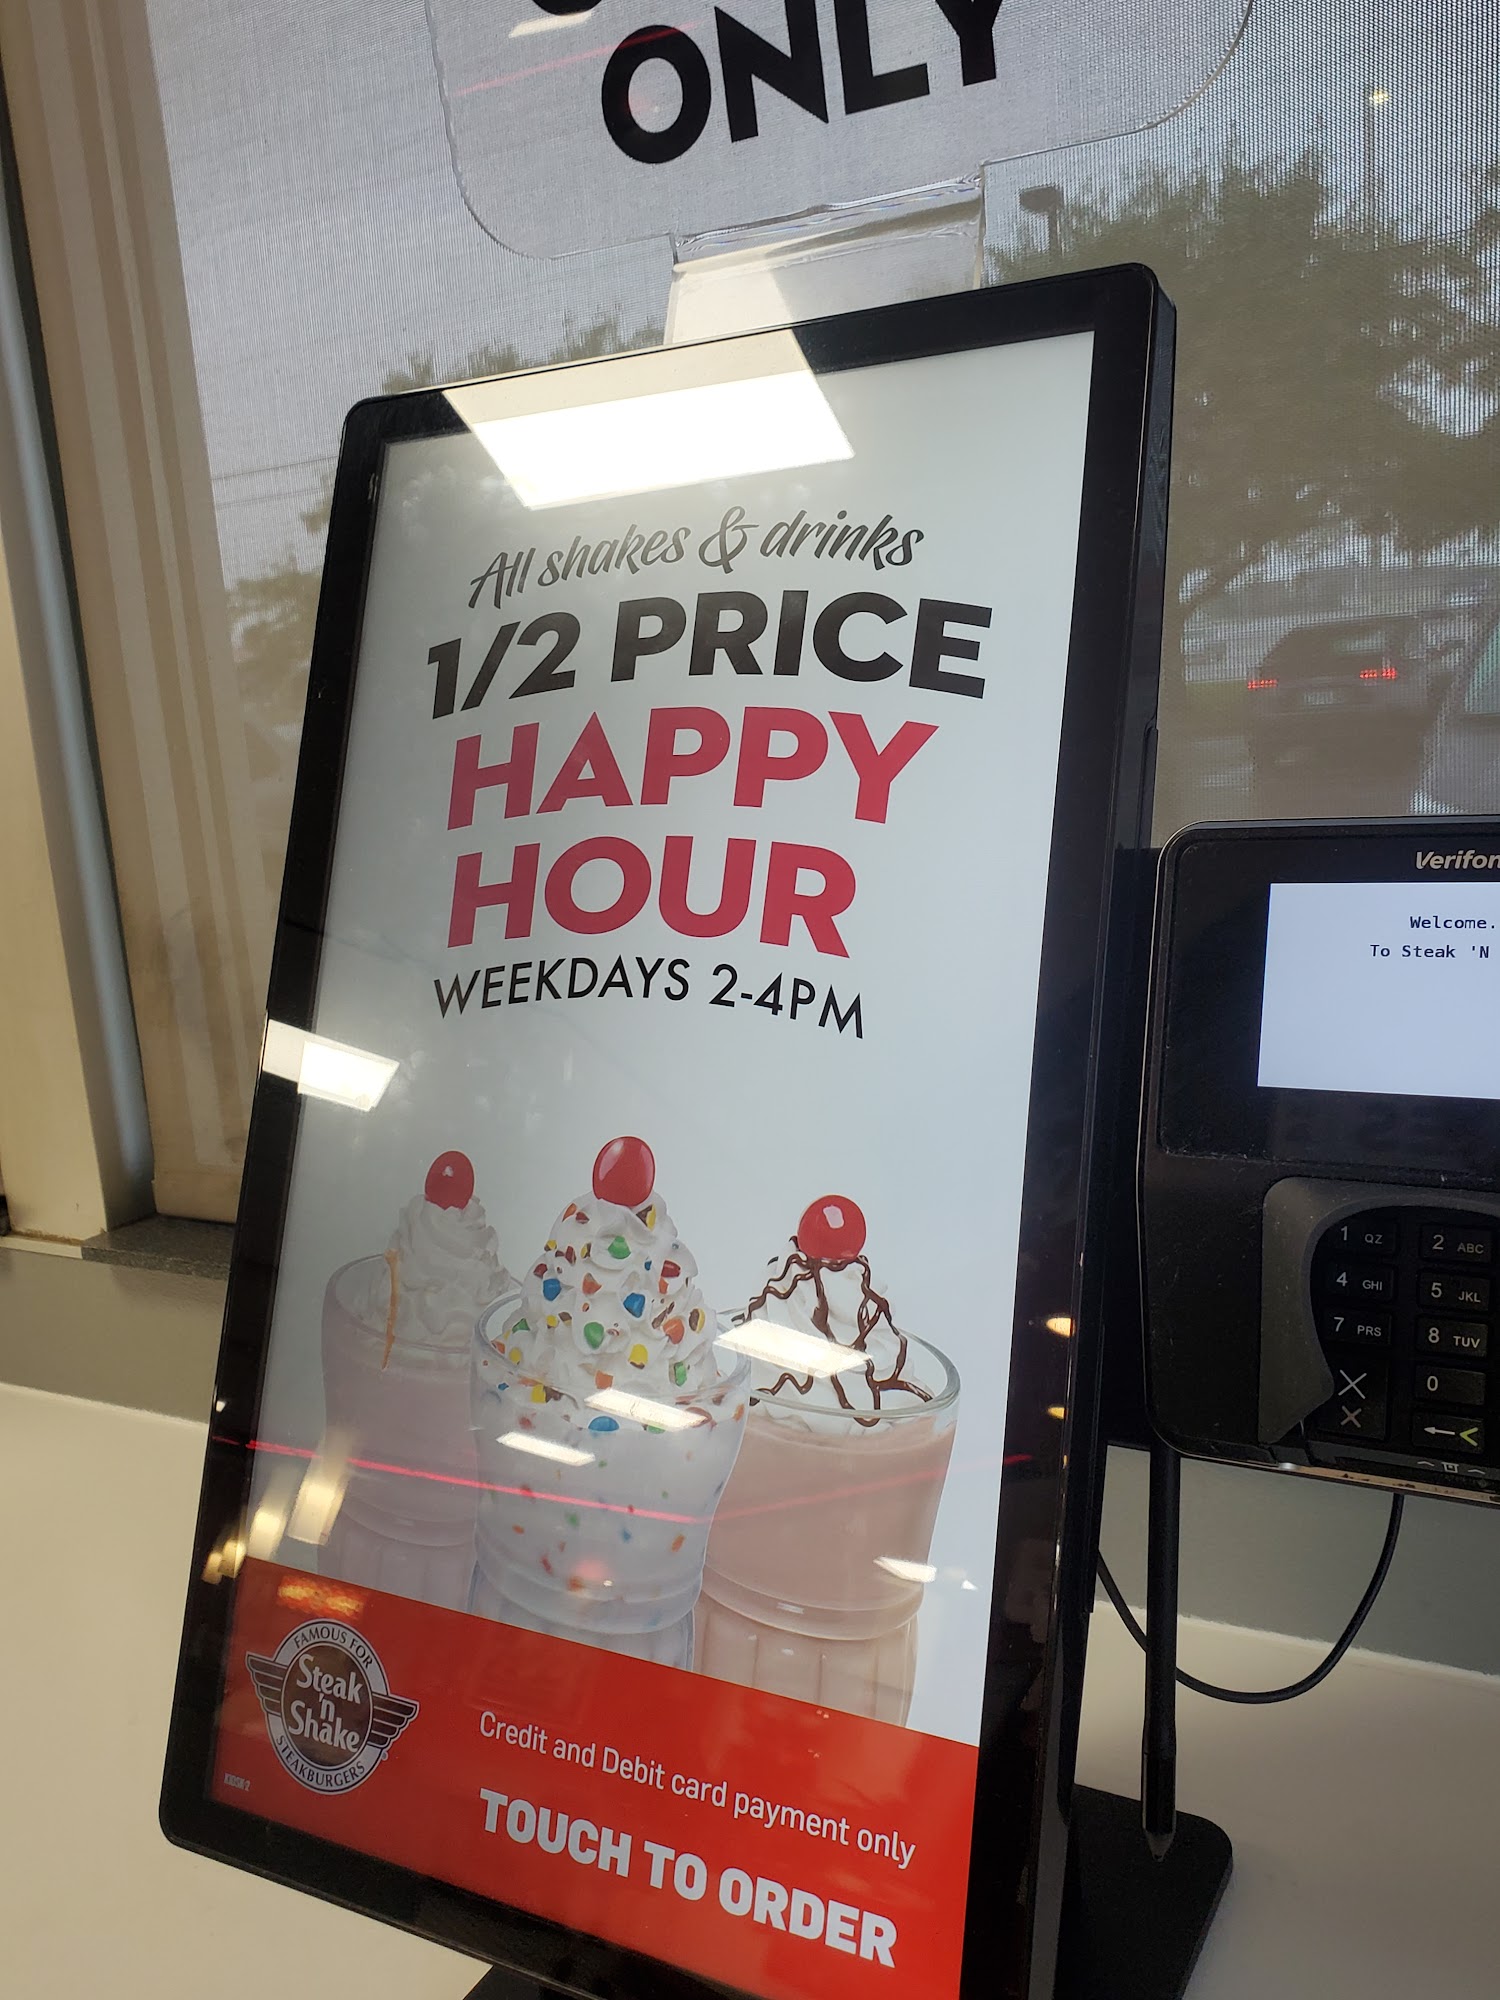 ONLY
All shakes & drinks
1/2 PRICE
HAPPY
HOUR
WEEKDAYS 2-4PM
FAMOUS FOR
Steak
'n
Shake
STEAKBURGERS
KIOSK 2
Credit and Debit card payment only
TOUCH TO ORDER
Verifon
Welcome.
To Steak 'N
1 QZ 2 ABC
4 GHI 5 JKL
7 PRS 8 TUV
0